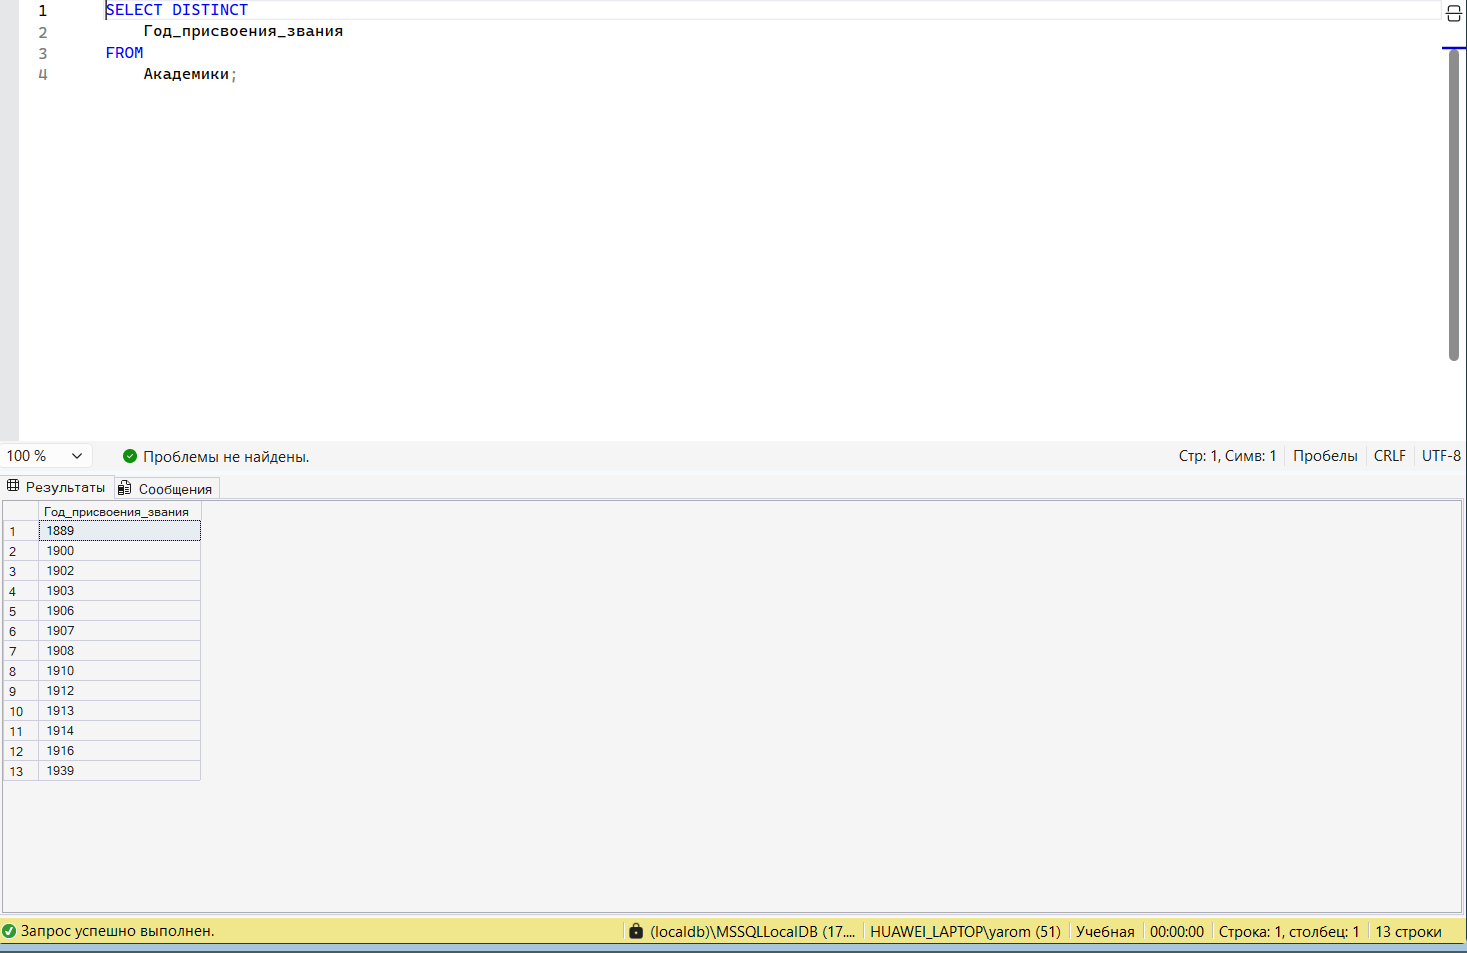 1 SELECT DISTINCT
2 Год_присвоения_звания
3 FROM
4 Академики;
100 % Проблемы не найдены. Стр: 1, Симв: 1 Пробелы CRLF UTF-8
Результаты Сообщения
Год_присвоения_звания
1 1889
2 1900
3 1902
4 1903
5 1906
6 1907
7 1908
8 1910
9 1912
10 1913
11 1914
12 1916
13 1939
Запрос успешно выполнен. (localdb)\MSSQLLocalDB (17.... HUAWEI_LAPTOP\yarom (51) Учебная 00:00:00 Строка: 1, столбец: 1 13 строки